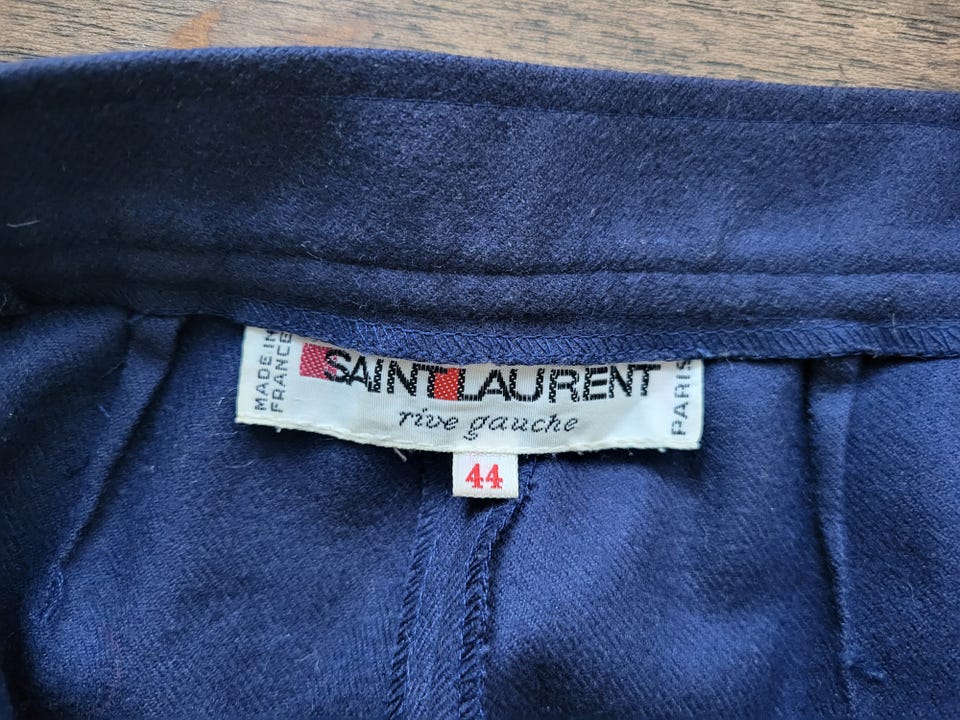 MADE IN
FRANCE
SAINT LAURENT
rive gauche
PARIS
44